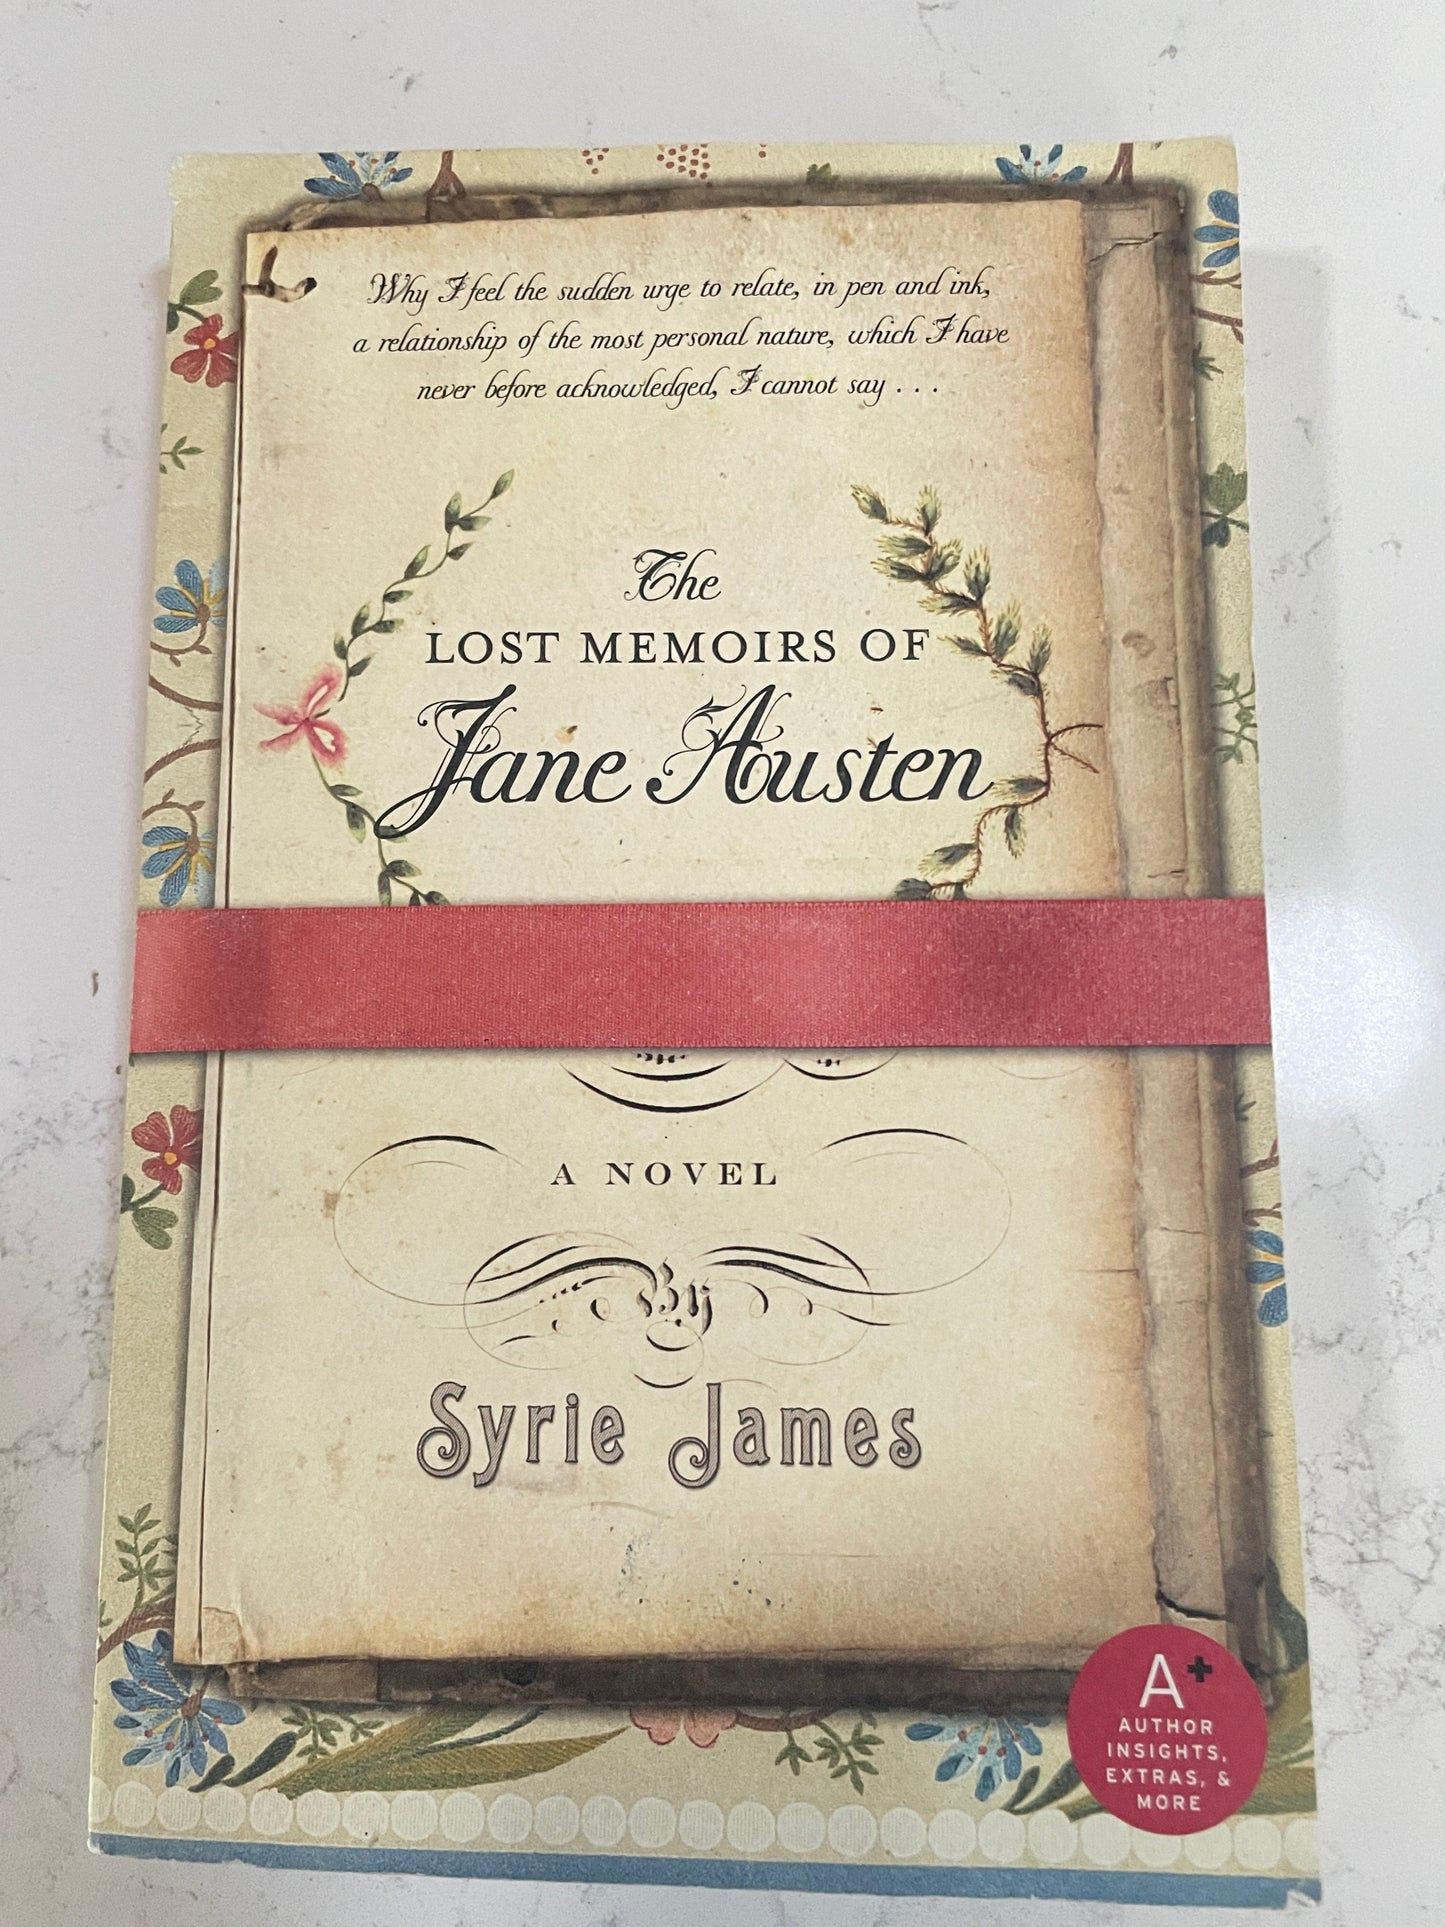 Why I feel the sudden urge to relate, in pen and ink,
a relationship of the most personal nature, which I have
never before acknowledged, I cannot say . . .
The
LOST MEMOIRS OF
Jane Austen
A NOVEL
By
Syrie James
A+
AUTHOR
INSIGHTS,
EXTRAS, &
MORE